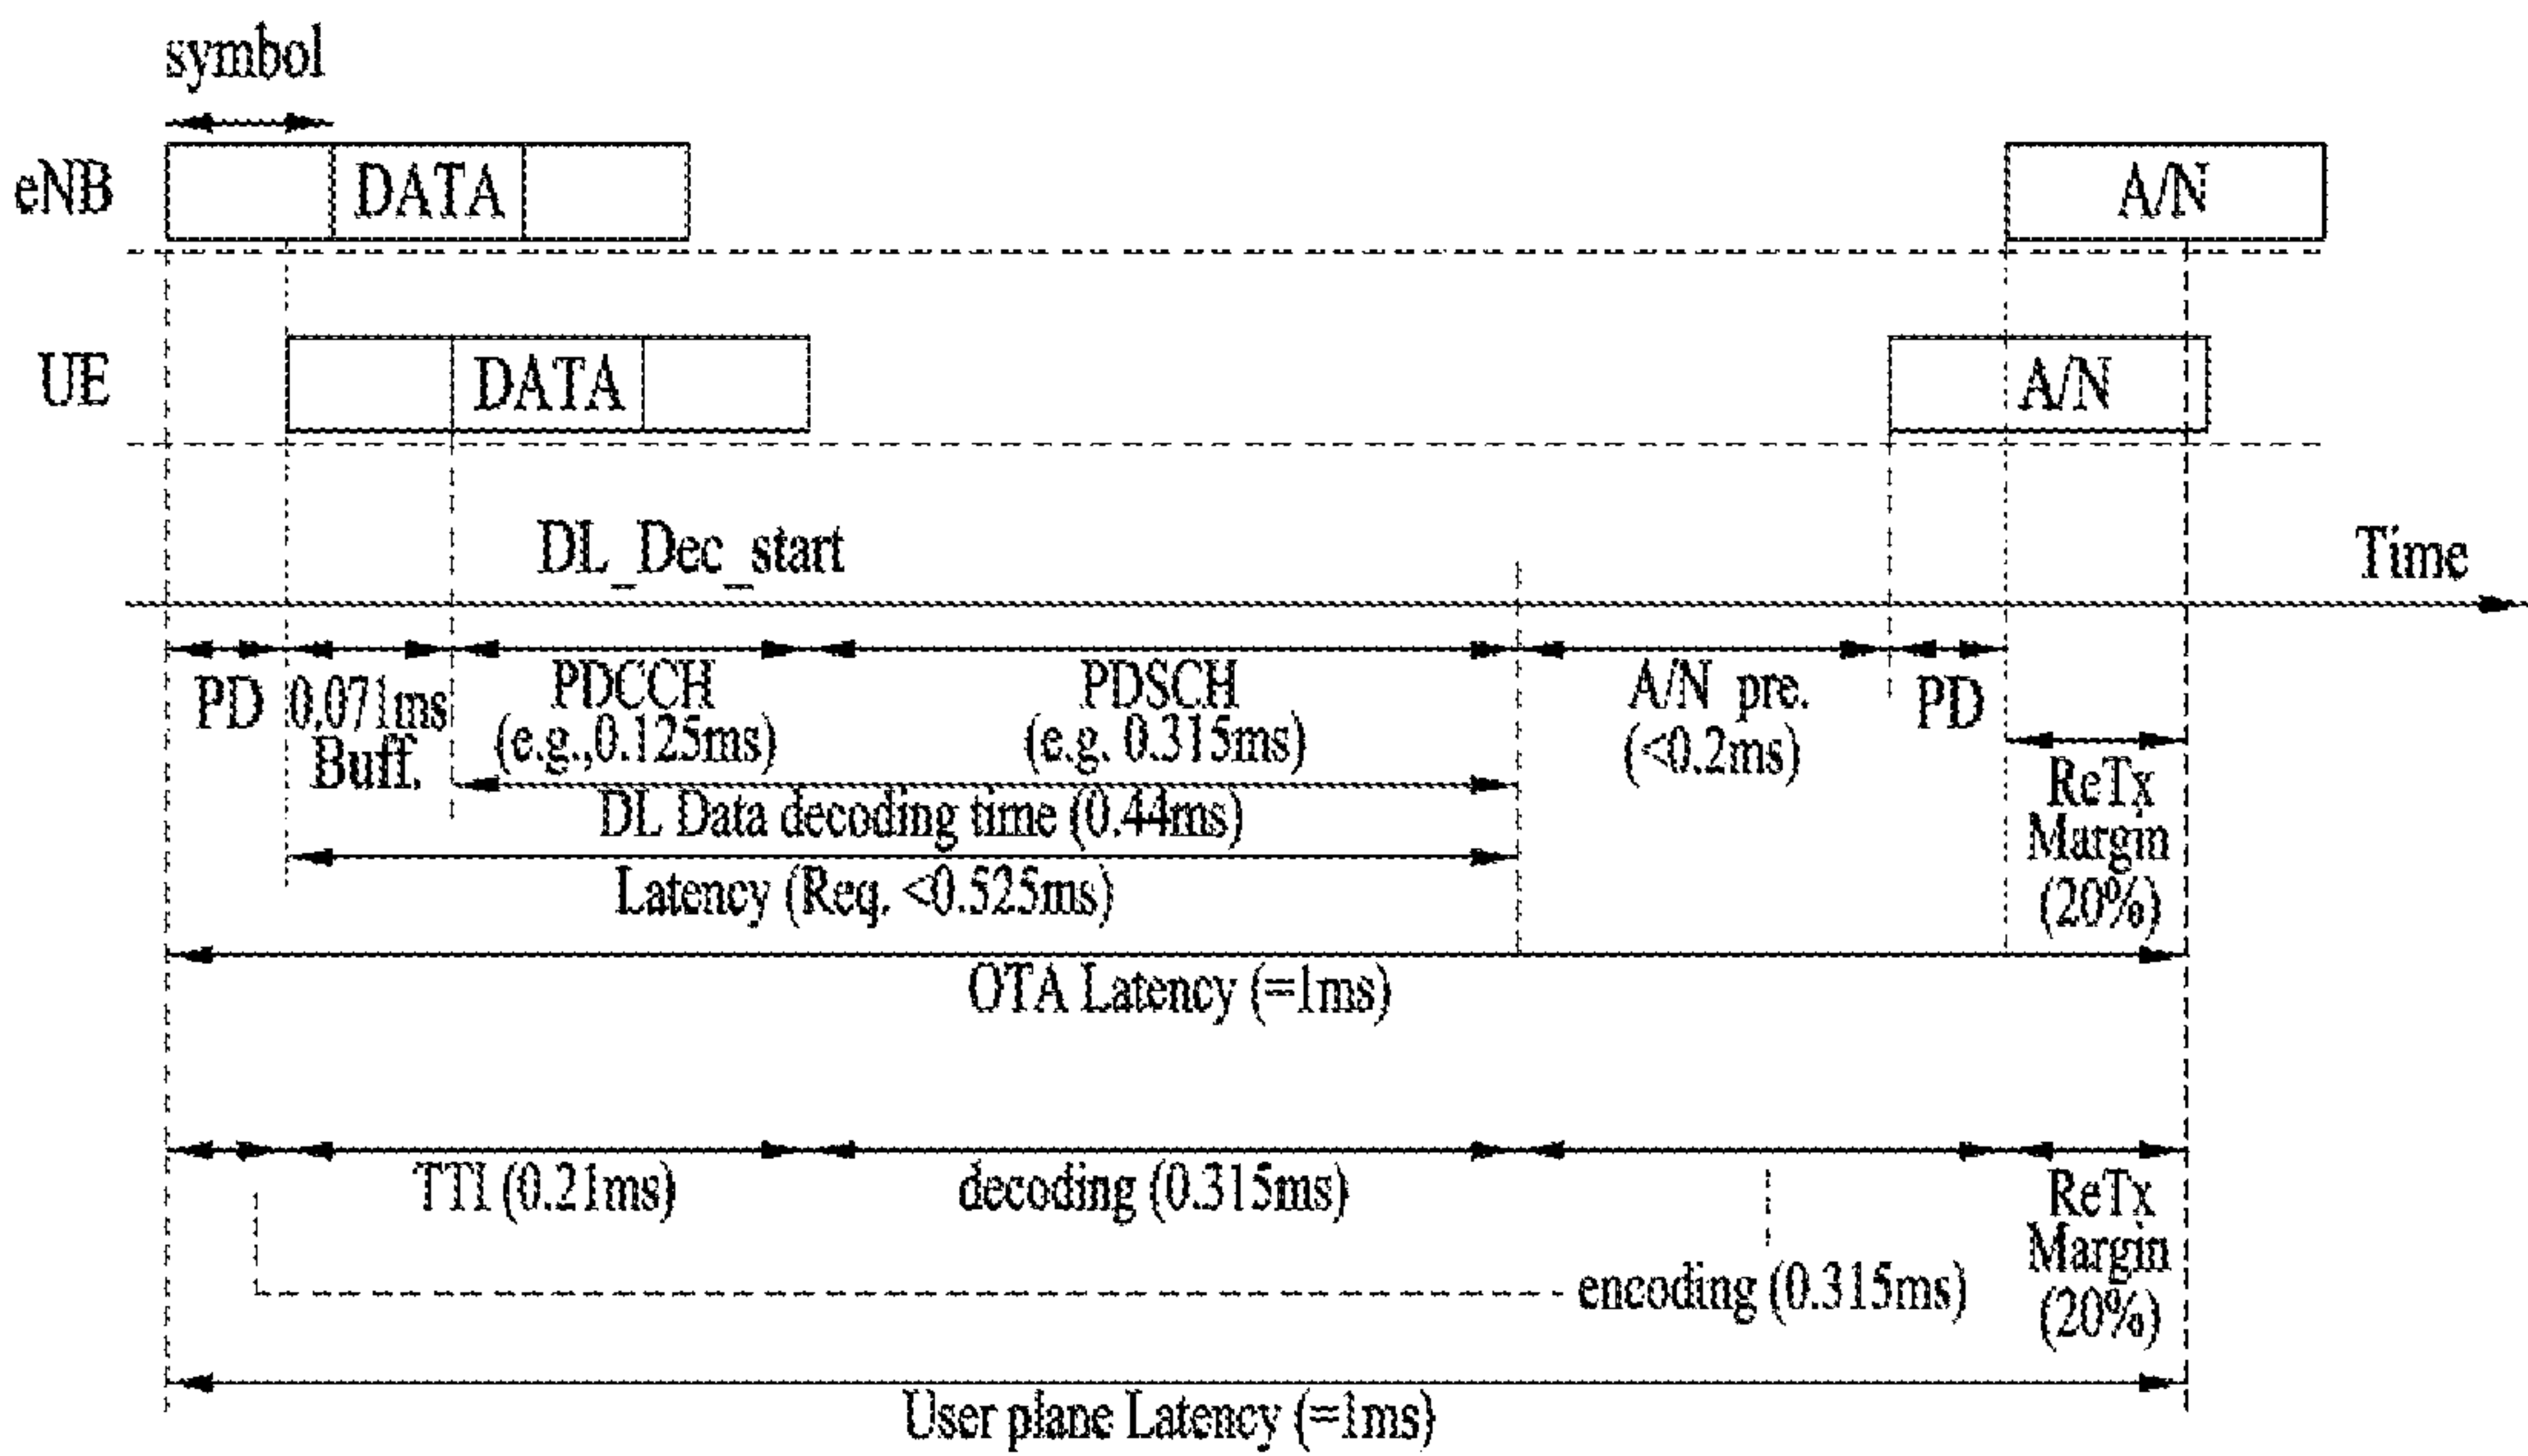 symbol
eNB
DATA
A/N
UE
DATA
A/N
DL_Dec_start
Time
PD
0.071ms
Buff.
PDCCH
(e.g.,0.125ms)
PDSCH
(e.g. 0.315ms)
A/N pre.
(<0.2ms)
PD
ReTx
Margin
(20%)
DL Data decoding time (0.44ms)
Latency (Req. <0.525ms)
OTA Latency (=1ms)
TTI (0.21ms)
decoding (0.315ms)
ReTx
Margin
(20%)
encoding (0.315ms)
User plane Latency (=1ms)